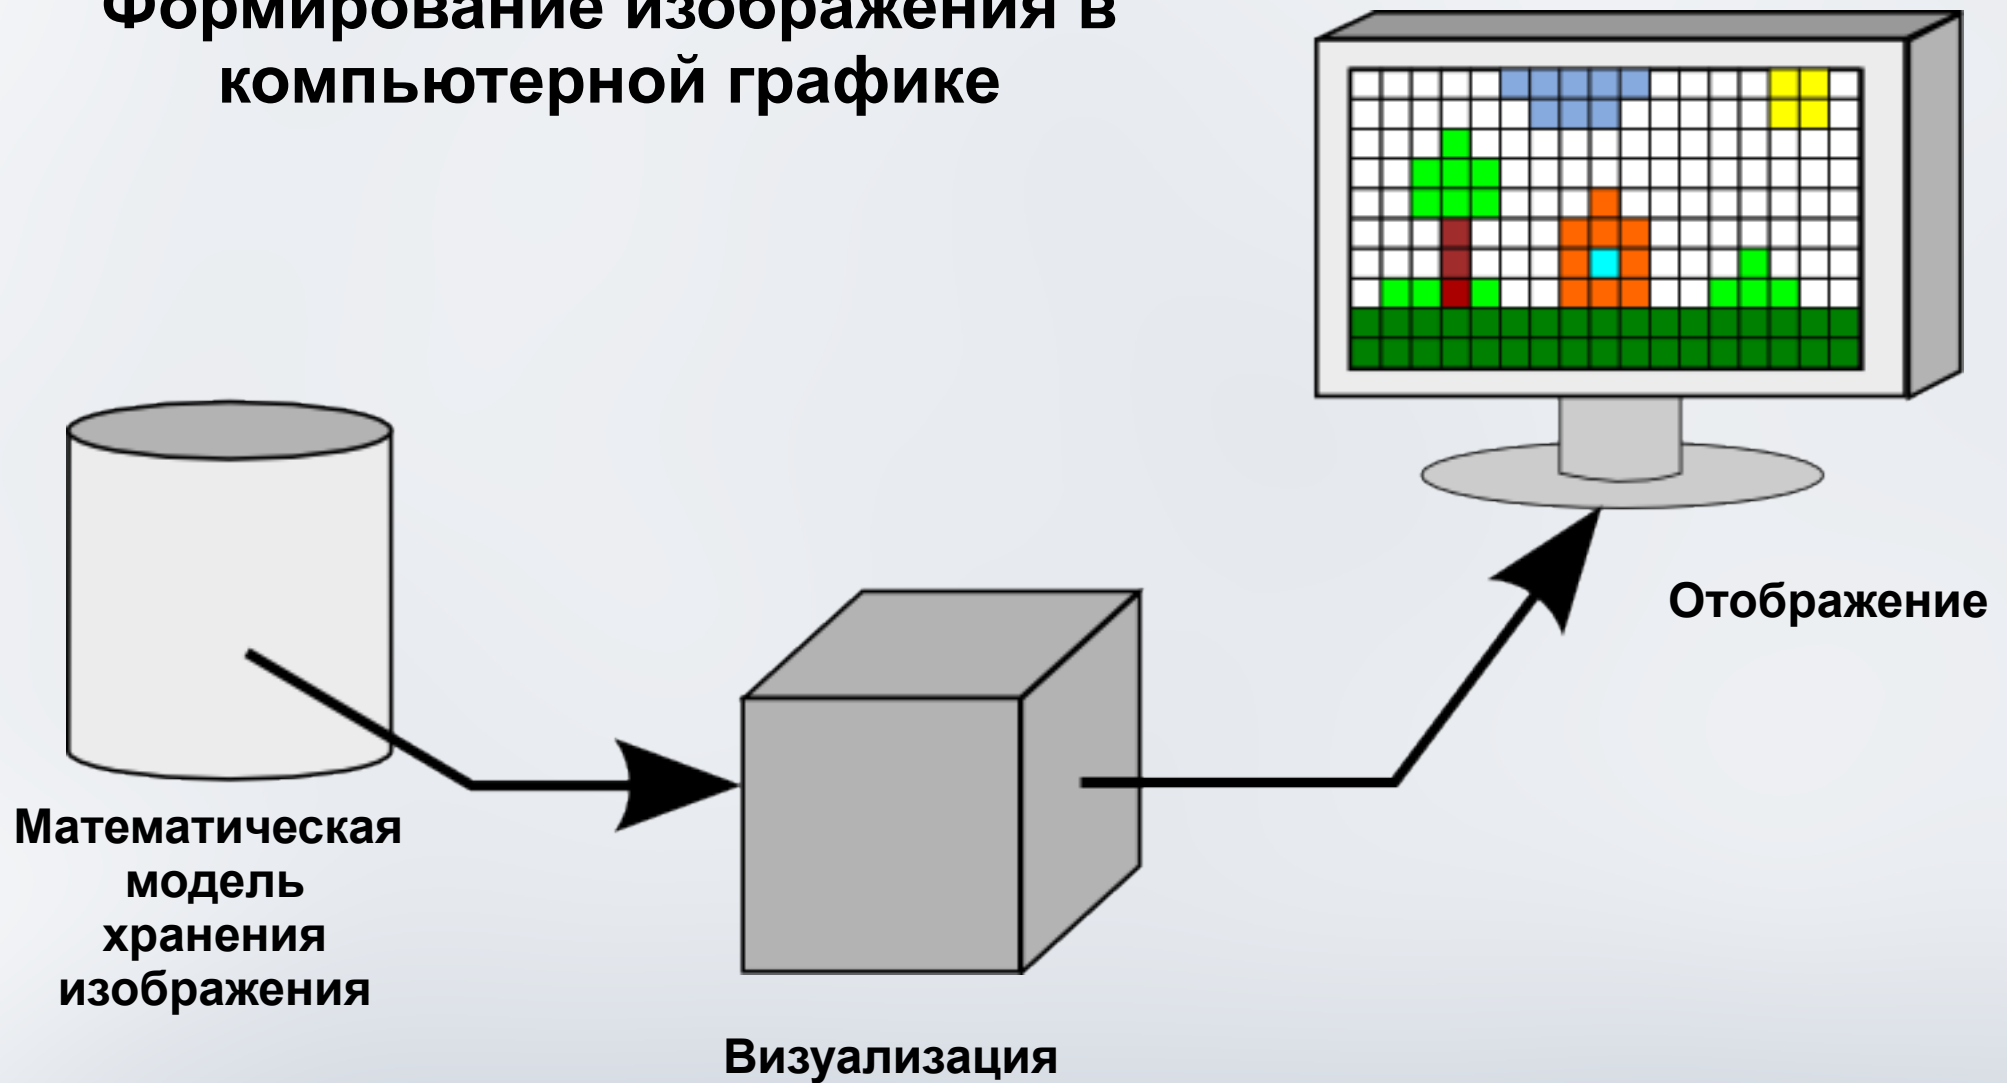 Формирование изображения в
компьютерной графике
Отображение
Математическая
модель
хранения
изображения
Визуализация